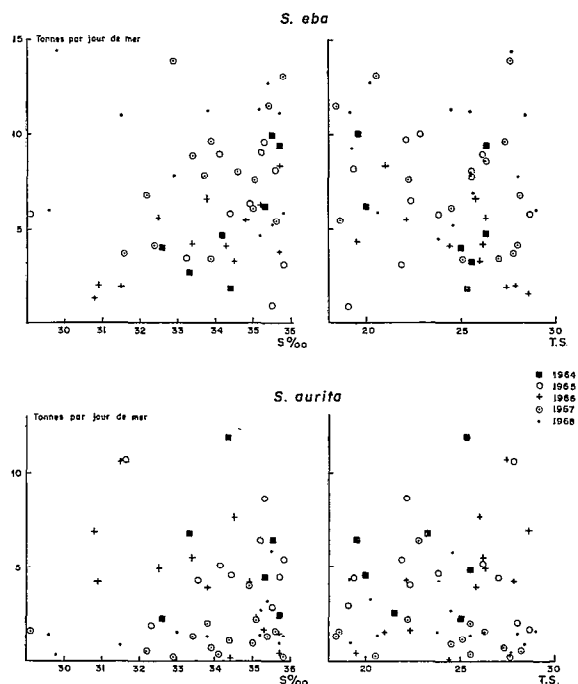 S. eba
Tonnes par jour de mer
15
10
5
30 31 32 33 34 35 36
S‰
20 25 30
T.S.
■ 1964
○ 1965
+ 1966
⊙ 1967
• 1968
S. aurita
Tonnes par jour de mer
10
5
30 31 32 33 34 35 36
S‰
20 25 30
T.S.